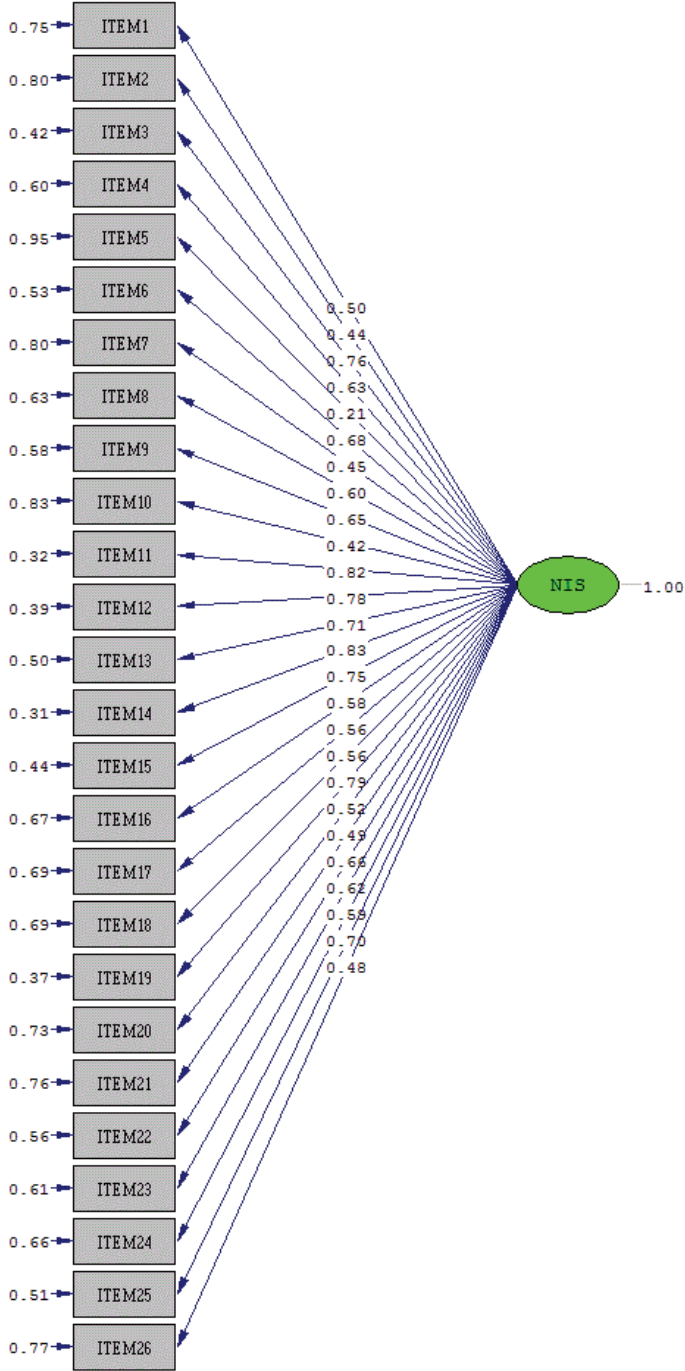 0.75 ITEM1
0.80 ITEM2
0.42 ITEM3
0.60 ITEM4
0.95 ITEM5
0.53 ITEM6
0.80 ITEM7
0.63 ITEM8
0.58 ITEM9
0.83 ITEM10
0.32 ITEM11
0.39 ITEM12
0.50 ITEM13
0.31 ITEM14
0.44 ITEM15
0.67 ITEM16
0.69 ITEM17
0.69 ITEM18
0.37 ITEM19
0.73 ITEM20
0.76 ITEM21
0.56 ITEM22
0.61 ITEM23
0.66 ITEM24
0.51 ITEM25
0.77 ITEM26
0.50
0.44
0.76
0.63
0.21
0.68
0.45
0.60
0.65
0.42
0.82
0.78
0.71
0.83
0.75
0.58
0.56
0.56
0.79
0.52
0.49
0.66
0.62
0.59
0.70
0.48
NIS 1.00